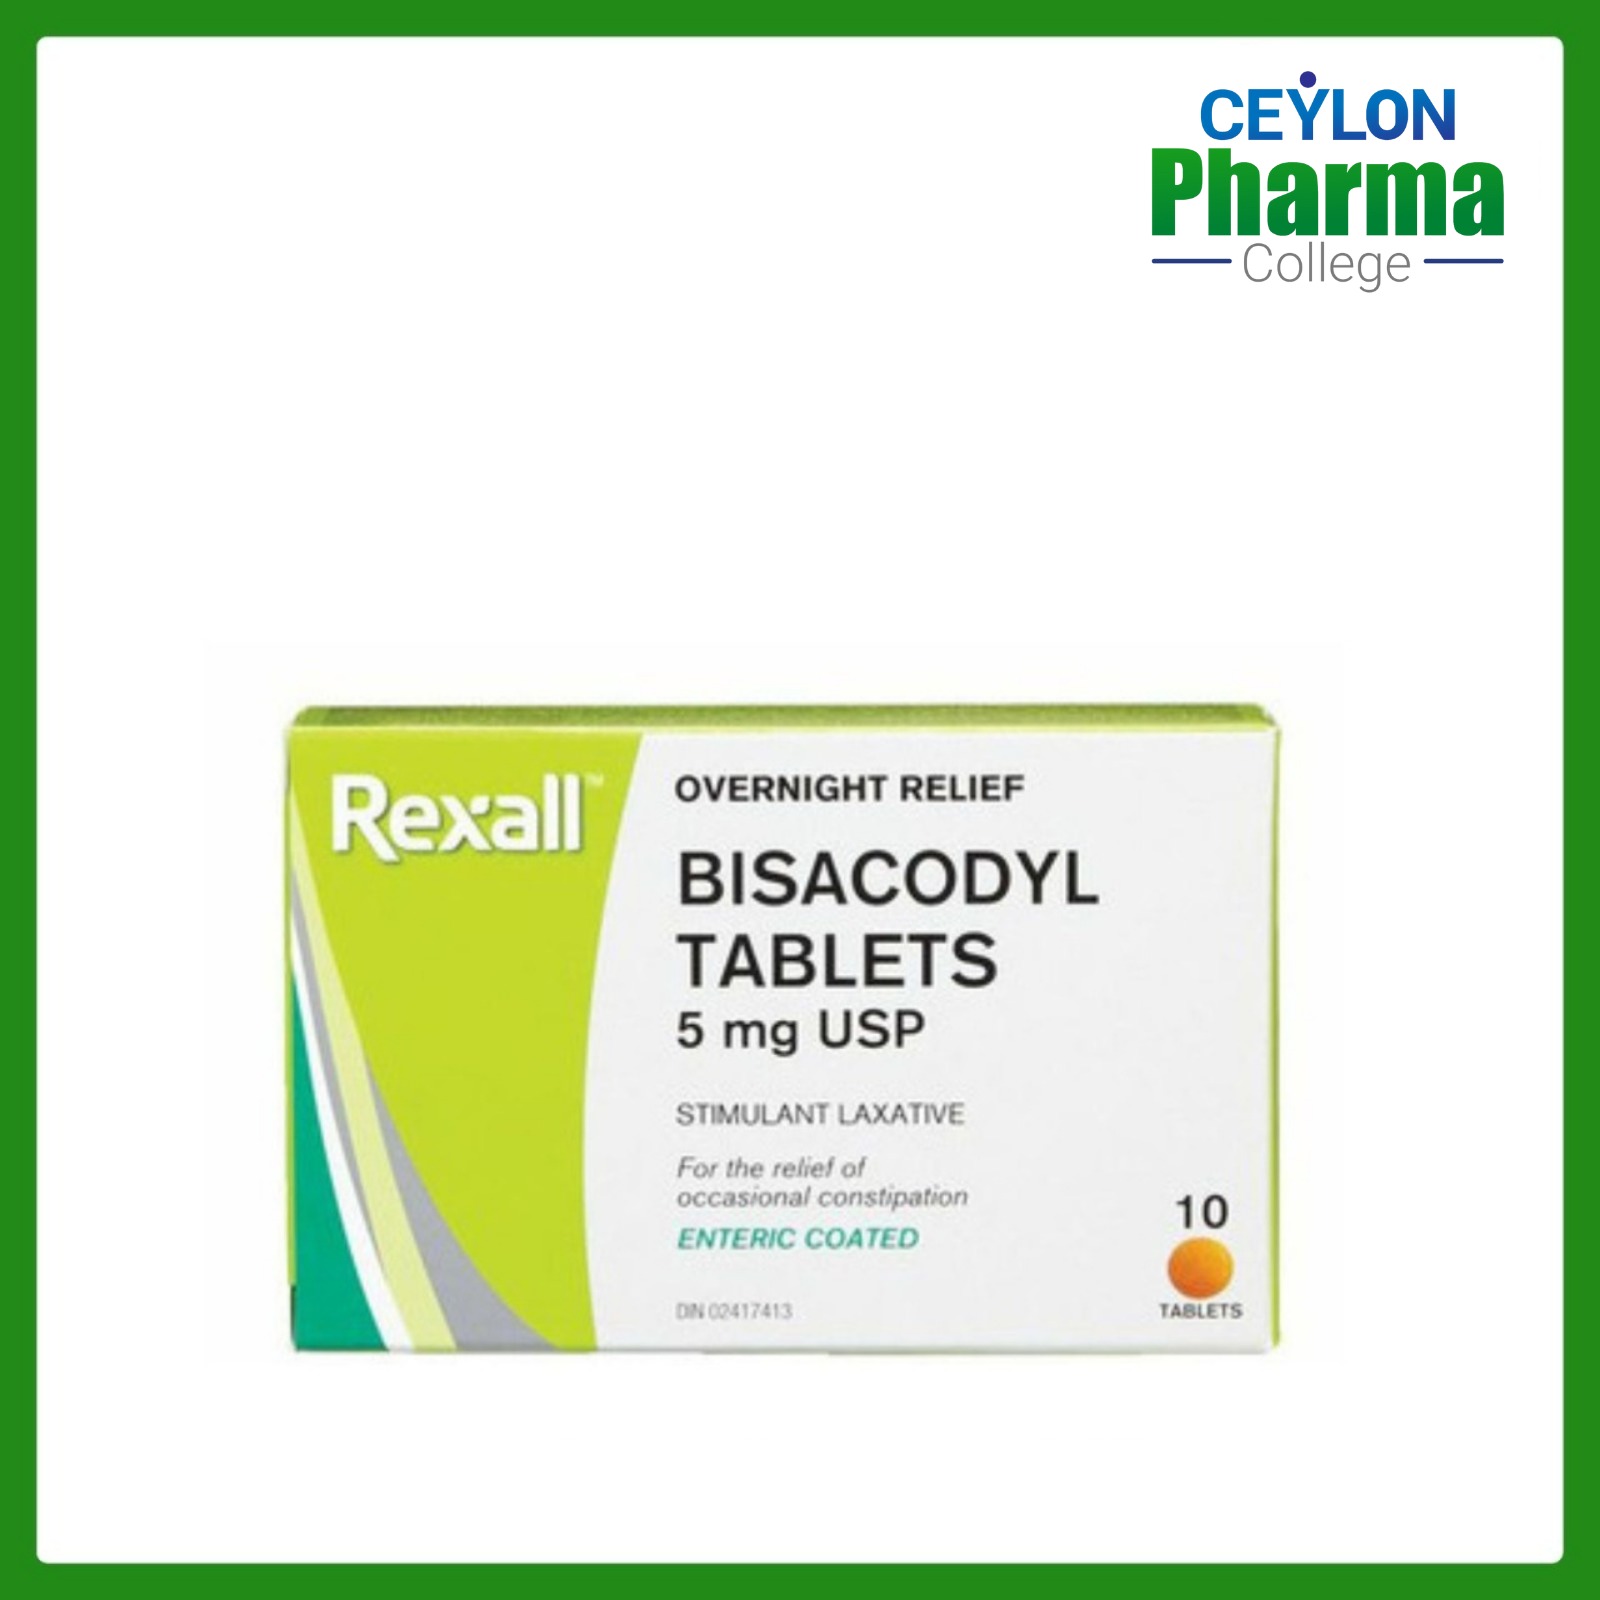 CEYLON
Pharma
College
Rexall™
OVERNIGHT RELIEF
BISACODYL
TABLETS
5 mg USP
STIMULANT LAXATIVE
For the relief of
occasional constipation
ENTERIC COATED
DIN 02417413
10
TABLETS